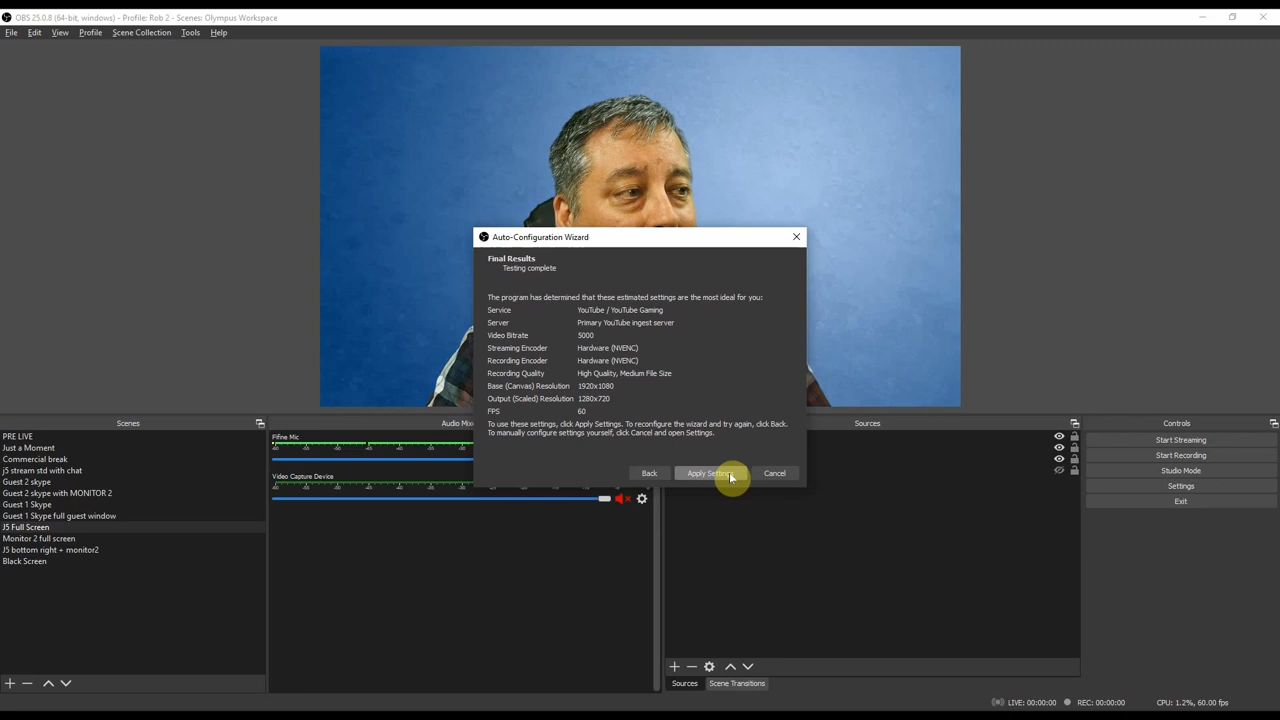 OBS 25.0.8 (64-bit, windows) - Profile: Rob 2 - Scenes: Olympus Workspace
File Edit View Profile Scene Collection Tools Help
Auto-Configuration Wizard
Final Results
Testing complete
The program has determined that these estimated settings are the most ideal for you:
Service YouTube / YouTube Gaming
Server Primary YouTube ingest server
Video Bitrate 5000
Streaming Encoder Hardware (NVENC)
Recording Encoder Hardware (NVENC)
Recording Quality High Quality, Medium File Size
Base (Canvas) Resolution 1920x1080
Output (Scaled) Resolution 1280x720
FPS 60
To use these settings, click Apply Settings. To reconfigure the wizard and try again, click Back.
To manually configure settings yourself, click Cancel and open Settings.
Back Apply Settings Cancel
Scenes
PRE LIVE
Just a Moment
Commercial break
j5 stream std with chat
Guest 2 skype
Guest 2 skype with MONITOR 2
Guest 1 Skype
Guest 1 Skype full guest window
J5 Full Screen
Monitor 2 full screen
J5 bottom right + monitor2
Black Screen
Audio Mixe
Fifine Mic
Video Capture Device
Sources
Sources Scene Transitions
Controls
Start Streaming
Start Recording
Studio Mode
Settings
Exit
LIVE: 00:00:00 REC: 00:00:00 CPU: 1.2%, 60.00 fps